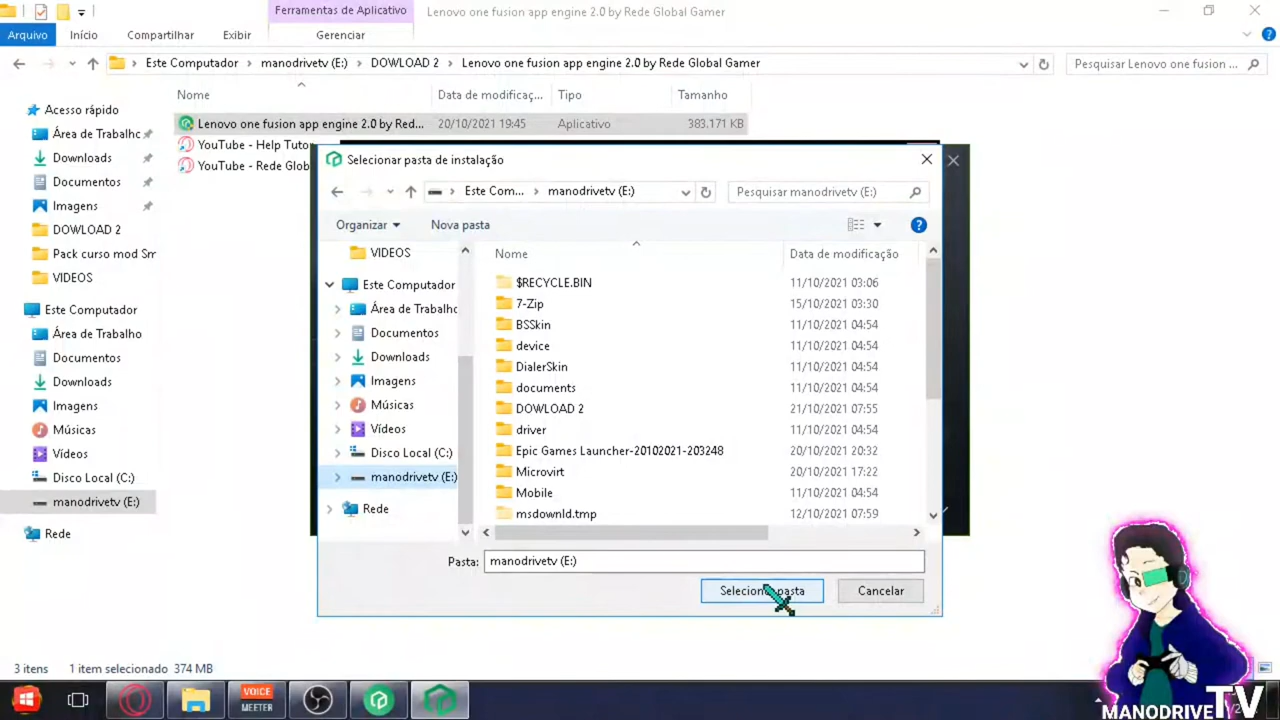 Ferramentas de Aplicativo
Lenovo one fusion app engine 2.0 by Rede Global Gamer
Arquivo
Início
Compartilhar
Exibir
Gerenciar
Este Computador > manodrivetv (E:) > DOWLOAD 2 > Lenovo one fusion app engine 2.0 by Rede Global Gamer
Pesquisar Lenovo one fusion ...
Nome
Data de modificaç...
Tipo
Tamanho
Lenovo one fusion app engine 2.0 by Red...
20/10/2021 19:45
Aplicativo
383.171 KB
YouTube - Help Tuto
YouTube - Rede Glob
Acesso rápido
Área de Trabalhc
Downloads
Documentos
Imagens
DOWLOAD 2
Pack curso mod Sm
VIDEOS
Este Computador
Área de Trabalho
Documentos
Downloads
Imagens
Músicas
Vídeos
Disco Local (C:)
manodrivetv (E:)
Rede
Selecionar pasta de instalação
Este Com... > manodrivetv (E:)
Pesquisar manodrivetv (E:)
Organizar
Nova pasta
VIDEOS
Este Computador
Área de Trabalhc
Documentos
Downloads
Imagens
Músicas
Vídeos
Disco Local (C:)
manodrivetv (E:)
Rede
Nome
Data de modificação
$RECYCLE.BIN
11/10/2021 03:06
7-Zip
15/10/2021 03:30
BSSkin
11/10/2021 04:54
device
11/10/2021 04:54
DialerSkin
11/10/2021 04:54
documents
11/10/2021 04:54
DOWLOAD 2
21/10/2021 07:55
driver
11/10/2021 04:54
Epic Games Launcher-20102021-203248
20/10/2021 20:32
Microvirt
20/10/2021 17:22
Mobile
11/10/2021 04:54
msdownld.tmp
12/10/2021 07:59
Pasta:
manodrivetv (E:)
Cancelar
3 itens
1 item selecionado 374 MB
VOICE
MEETER
MANODRIVETV